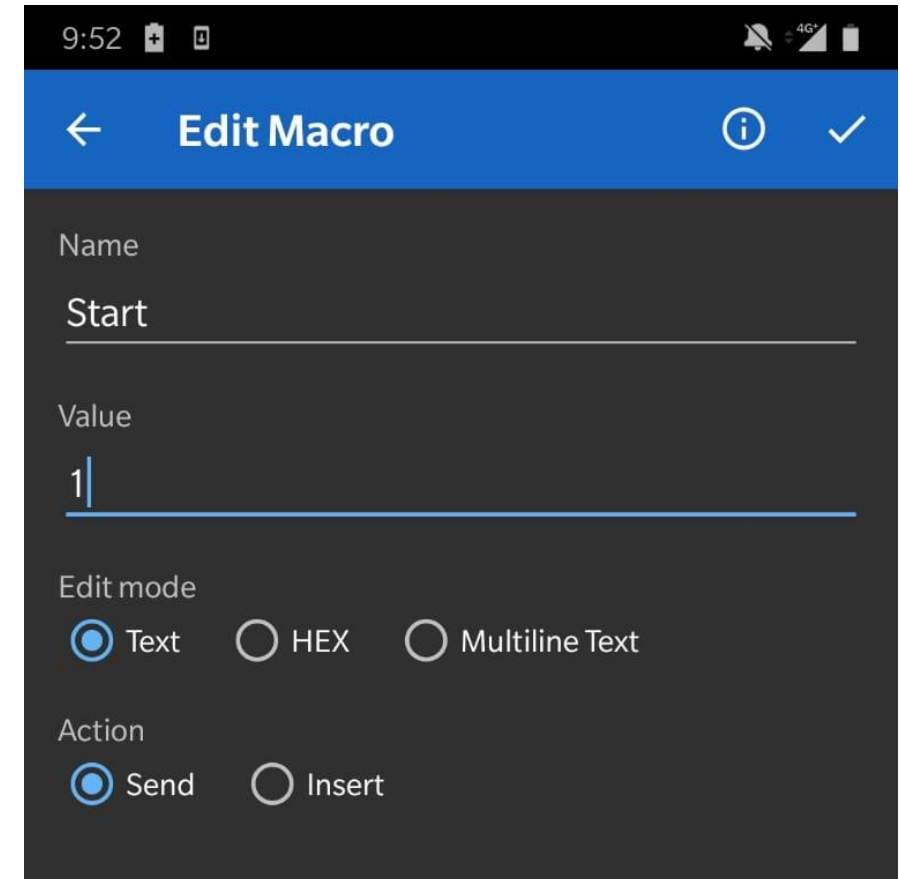 9:52
4G+
Edit Macro
Name
Start
Value
1
Edit mode
Text HEX Multiline Text
Action
Send Insert